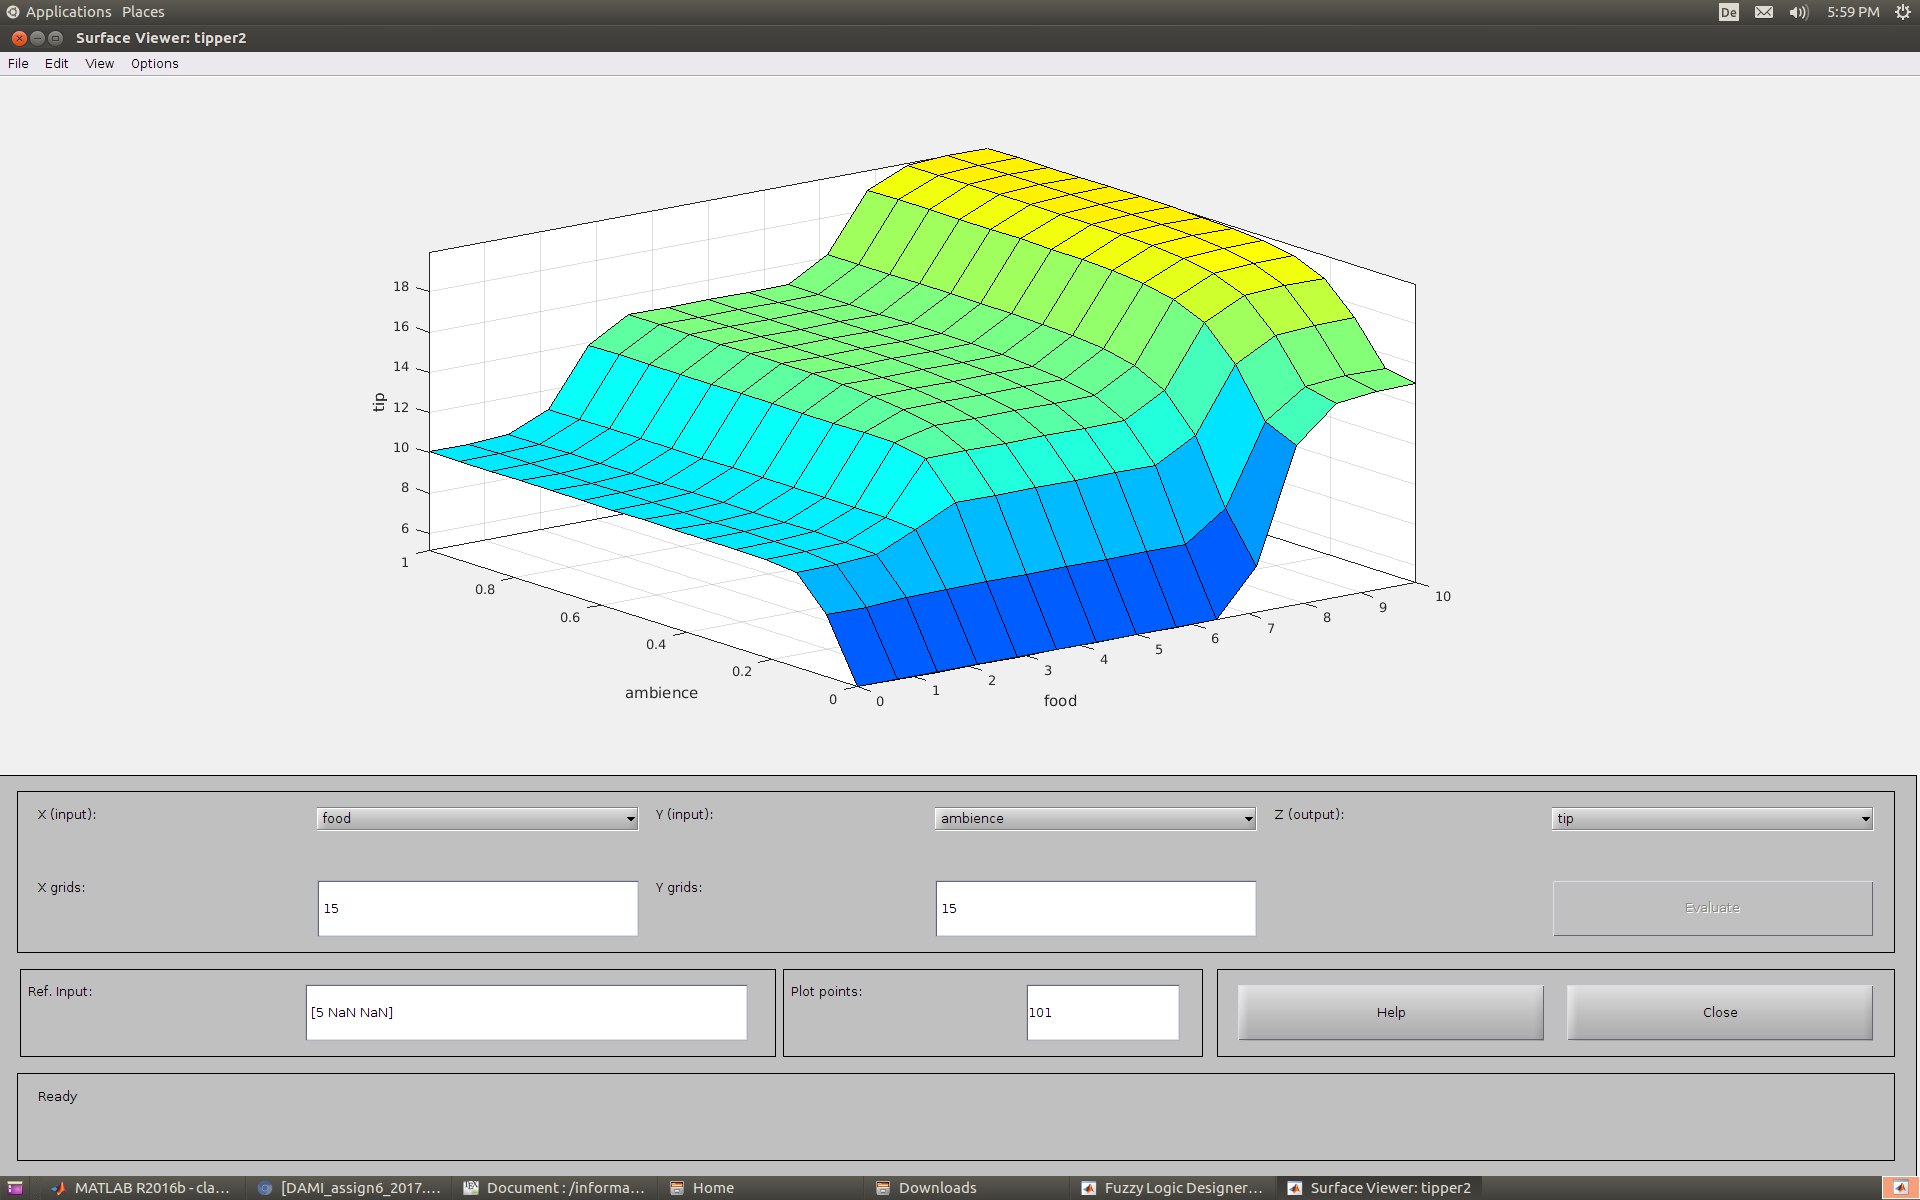 Applications Places De 5:59 PM
Surface Viewer: tipper2
File Edit View Options
18
16
14
12
10
8
6
tip
1
0.8
0.6
0.4
0.2
0
ambience
0
1
2
3
4
5
6
7
8
9
10
food
X (input): food Y (input): ambience Z (output): tip
X grids: 15 Y grids: 15 Evaluate
Ref. Input: [5 NaN NaN] Plot points: 101 Help Close
Ready
MATLAB R2016b - cla... [DAMI_assign6_2017.... Document : /informa... Home Downloads Fuzzy Logic Designer... Surface Viewer: tipper2